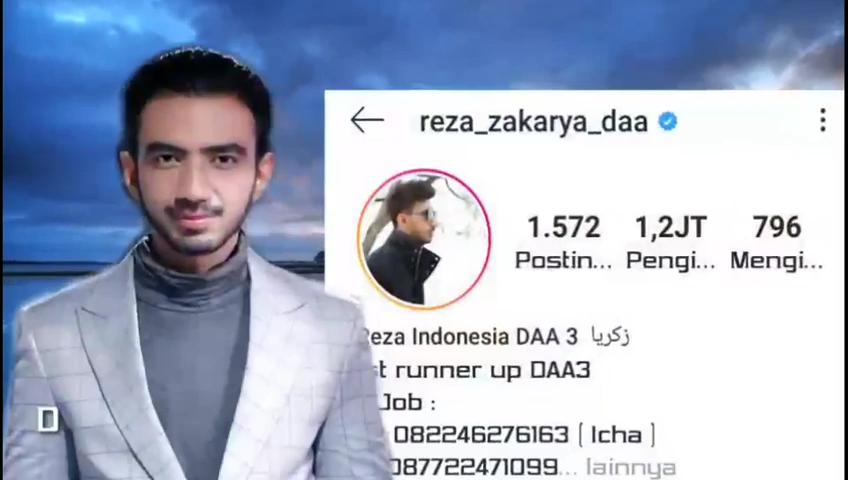 reza_zakarya_daa
1.572 1,2JT 796
Postin... Pengi... Mengi...
eza Indonesia DAA 3 زكريا
st runner up DAA3
Job :
082246276163 [ Icha ]
087722471099... lainnya
D